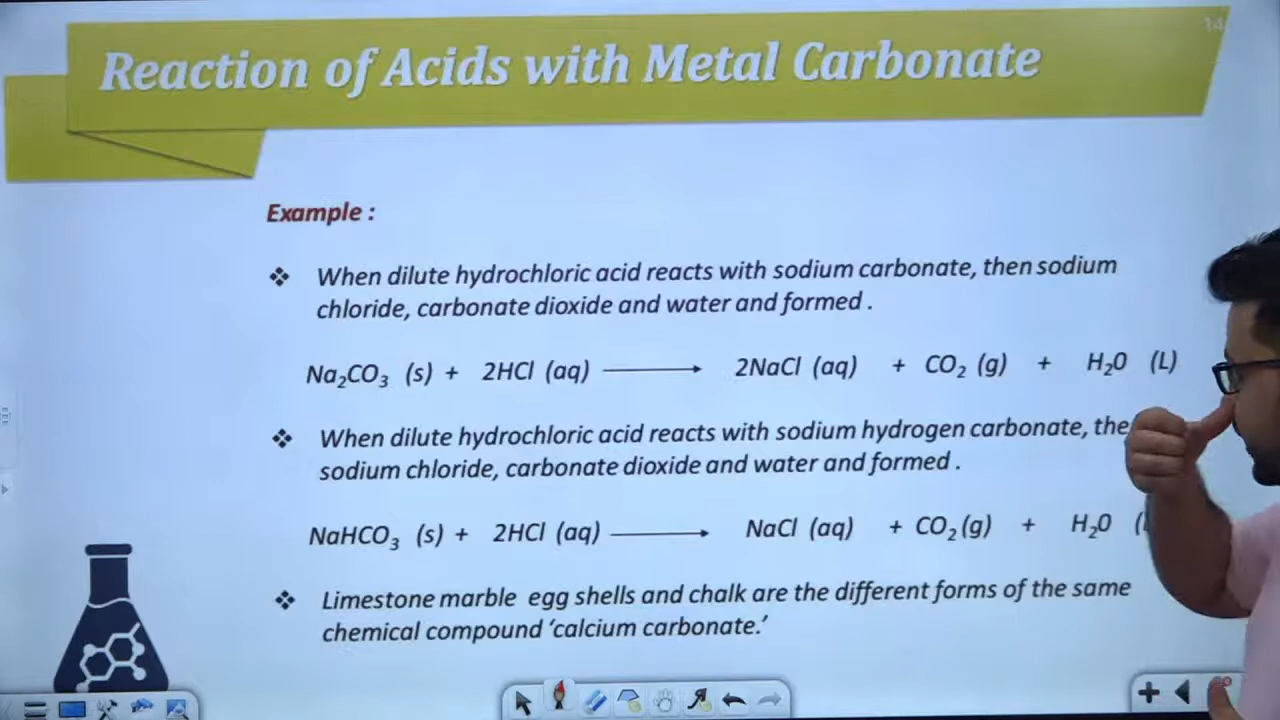 14
Reaction of Acids with Metal Carbonate
Example :
❖ When dilute hydrochloric acid reacts with sodium carbonate, then sodium
chloride, carbonate dioxide and water and formed .
Na₂CO₃ (s) + 2HCl (aq) ⟶ 2NaCl (aq) + CO₂ (g) + H₂0 (L)
❖ When dilute hydrochloric acid reacts with sodium hydrogen carbonate, the
sodium chloride, carbonate dioxide and water and formed .
NaHCO₃ (s) + 2HCl (aq) ⟶ NaCl (aq) + CO₂ (g) + H₂0 (
❖ Limestone marble egg shells and chalk are the different forms of the same
chemical compound ‘calcium carbonate.’